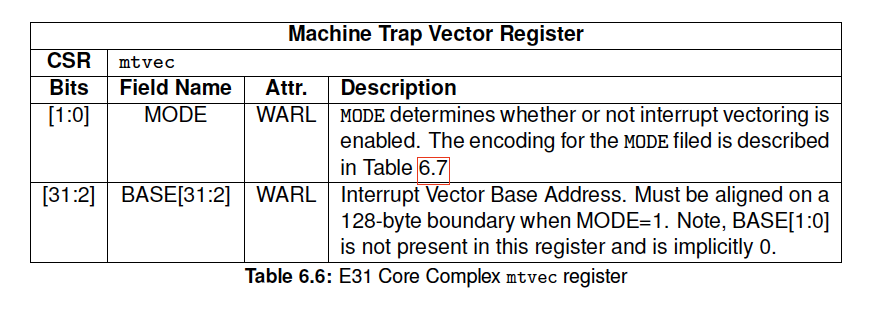 Machine Trap Vector Register
CSR mtvec
Bits Field Name Attr. Description
[1:0] MODE WARL MODE determines whether or not interrupt vectoring is
enabled. The encoding for the MODE filed is described
in Table 6.7
[31:2] BASE[31:2] WARL Interrupt Vector Base Address. Must be aligned on a
128-byte boundary when MODE=1. Note, BASE[1:0]
is not present in this register and is implicitly 0.
Table 6.6: E31 Core Complex mtvec register